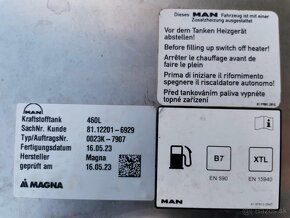 Dieses MAN Fahrzeug ist mit einer
Zusatzheizung ausgestattet.
Vor dem Tanken Heizgerät
abstellen!
Before filling up switch off heater!
Arrêter le chauffage avant de
faire le plein
Prima di iniziare il rifornimento
spegnere il riscaldatore ausiliario!
Před tankováním paliva vypněte
topení!
MAN
Kraftstofftank 460L
SachNr. Kunde 81.12201-6929
Typ/AuftragsNr. 0023K-7907
Fertigungsdatum 16.05.23
Hersteller Magna
geprüft am 16.05.23
MAGNA
B7
XTL
EN 590
EN 15940
MAN